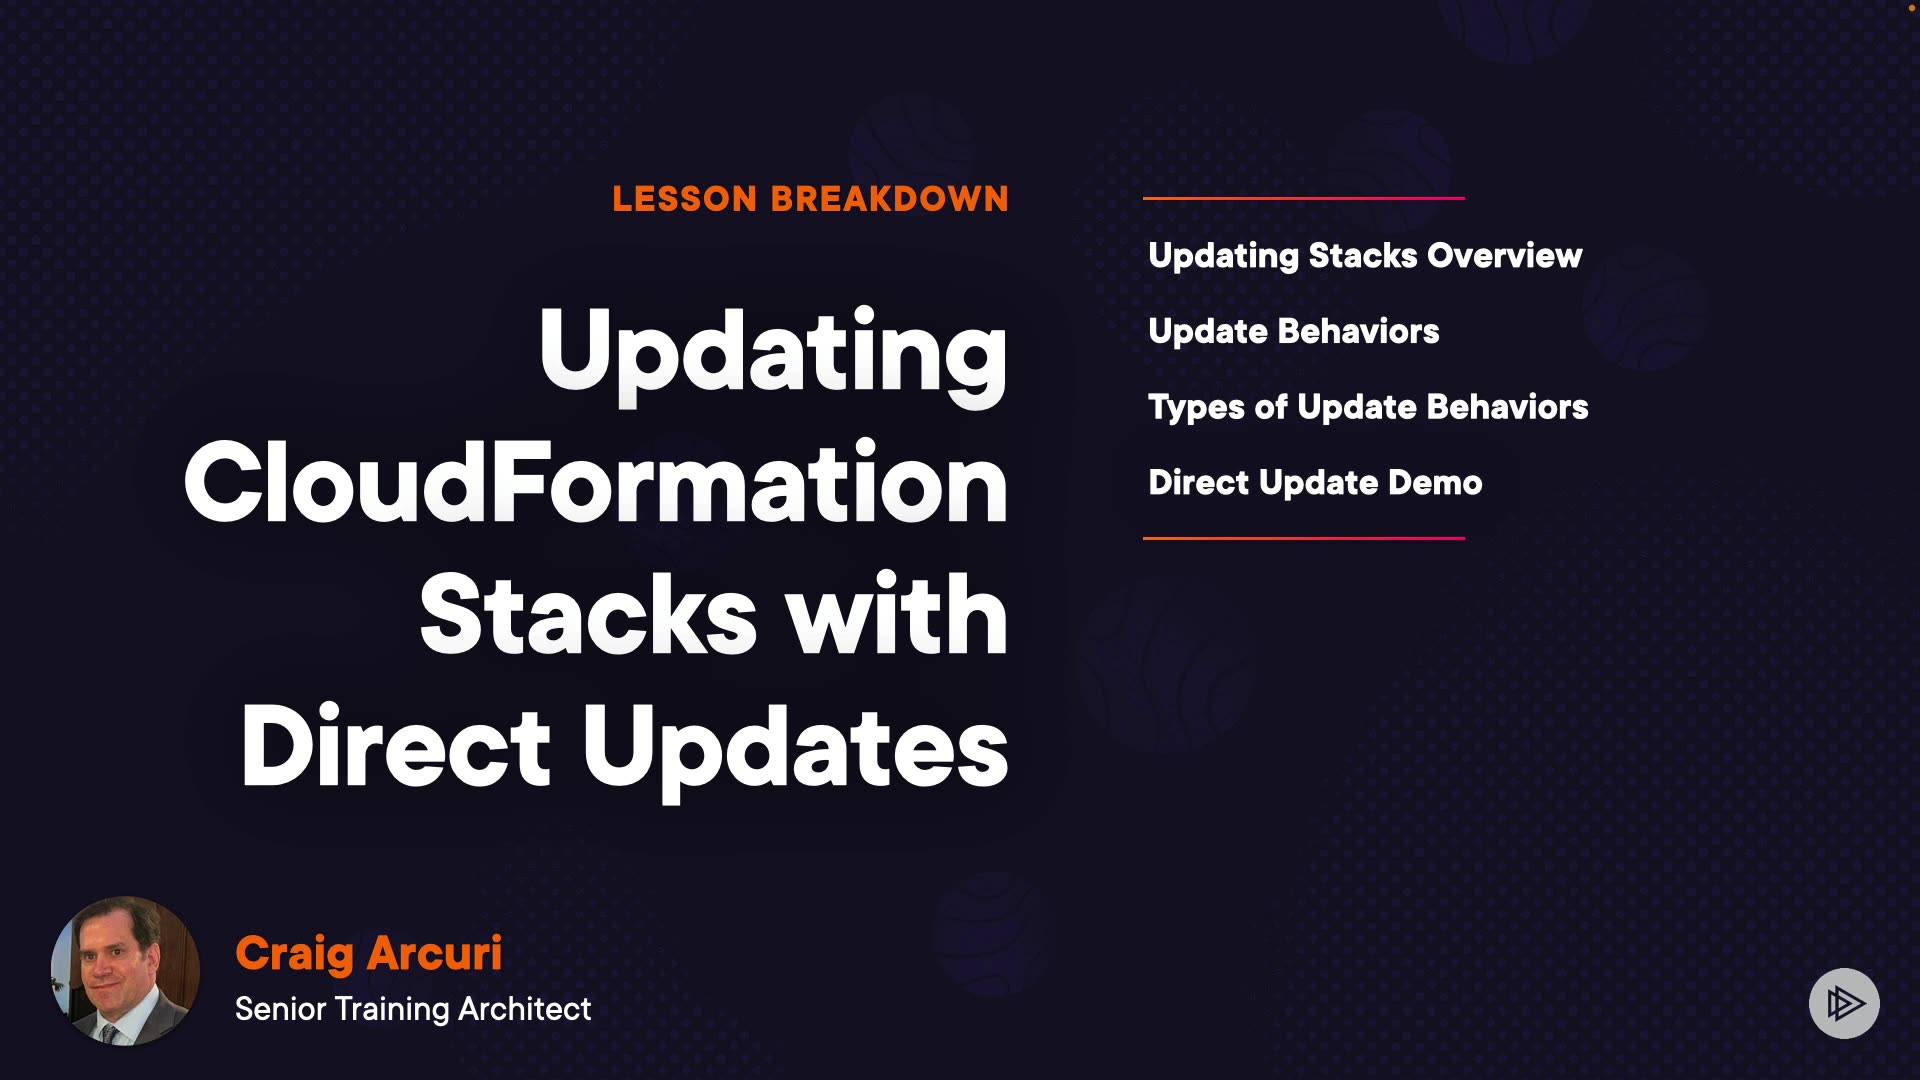 LESSON BREAKDOWN
Updating
CloudFormation
Stacks with
Direct Updates
Updating Stacks Overview
Update Behaviors
Types of Update Behaviors
Direct Update Demo
Craig Arcuri
Senior Training Architect